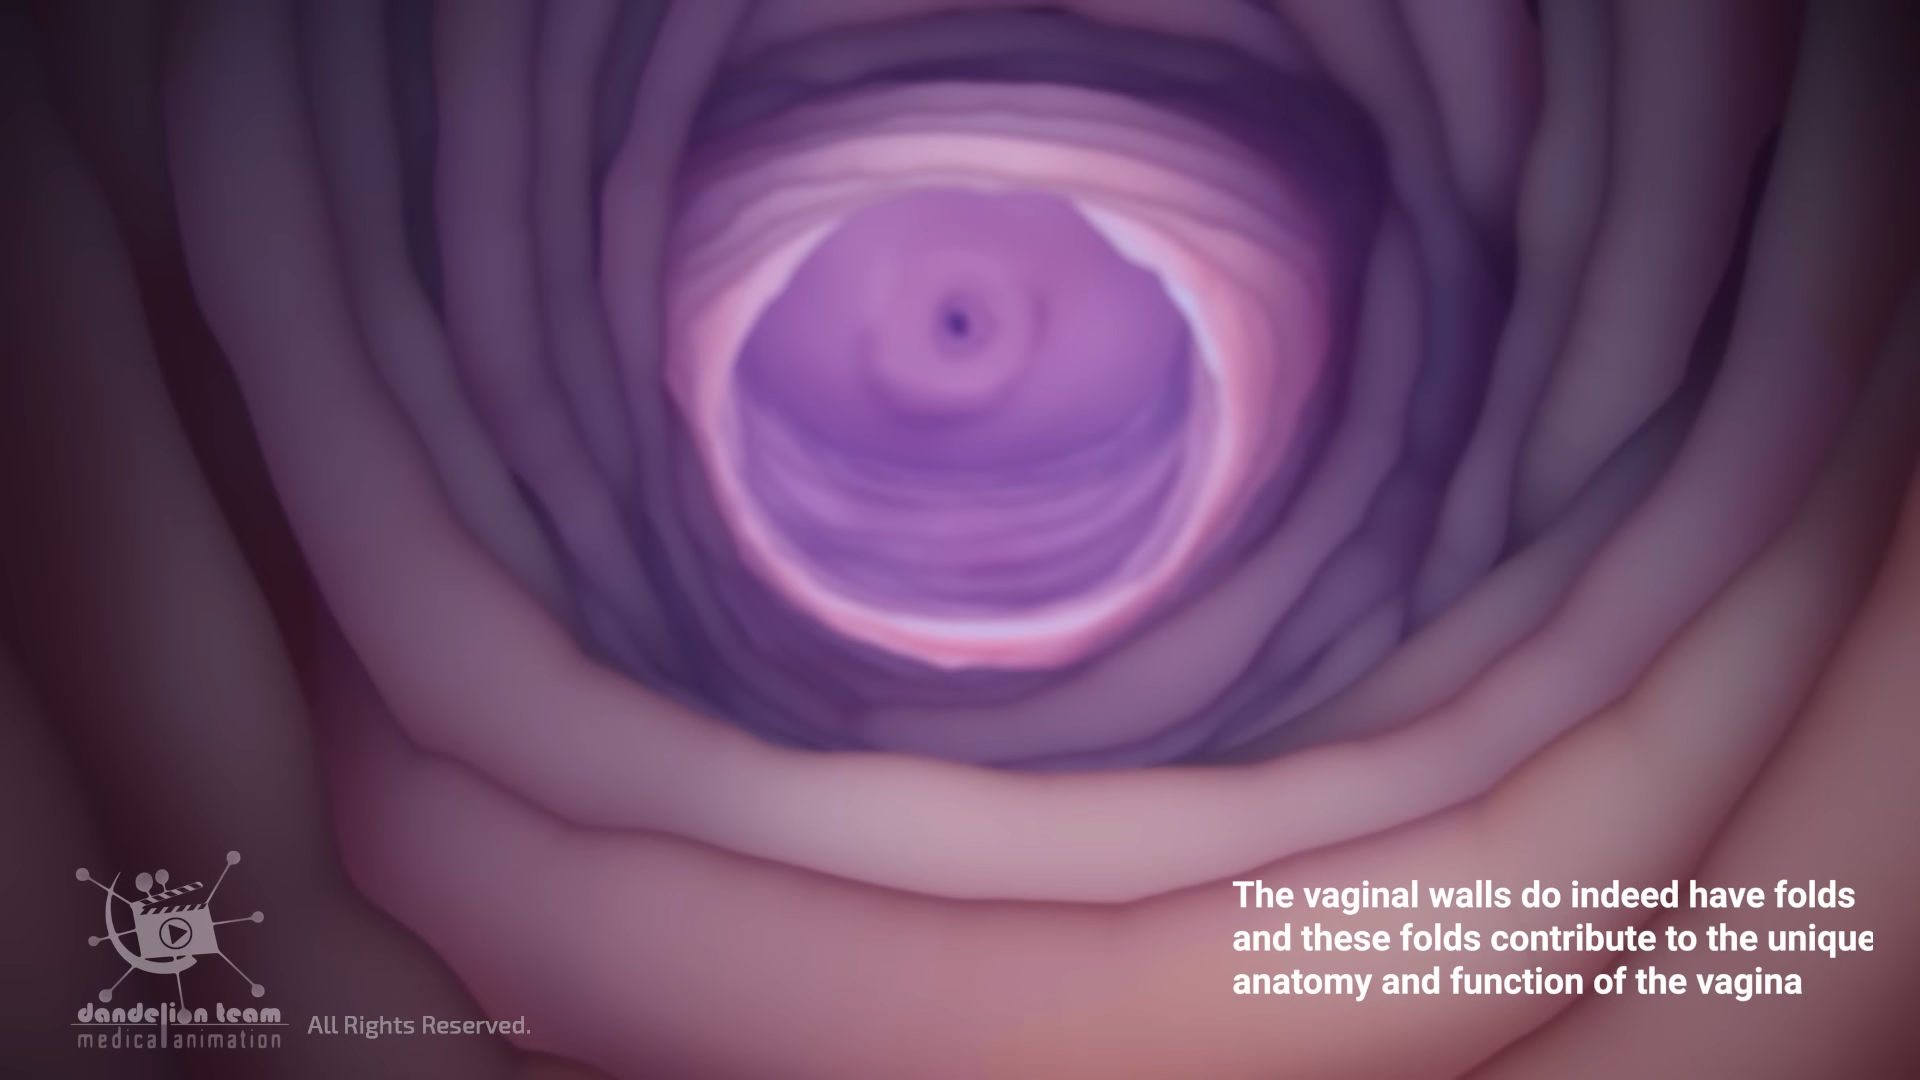 The vaginal walls do indeed have folds
and these folds contribute to the unique
anatomy and function of the vagina
dandelion team
medical animation
All Rights Reserved.